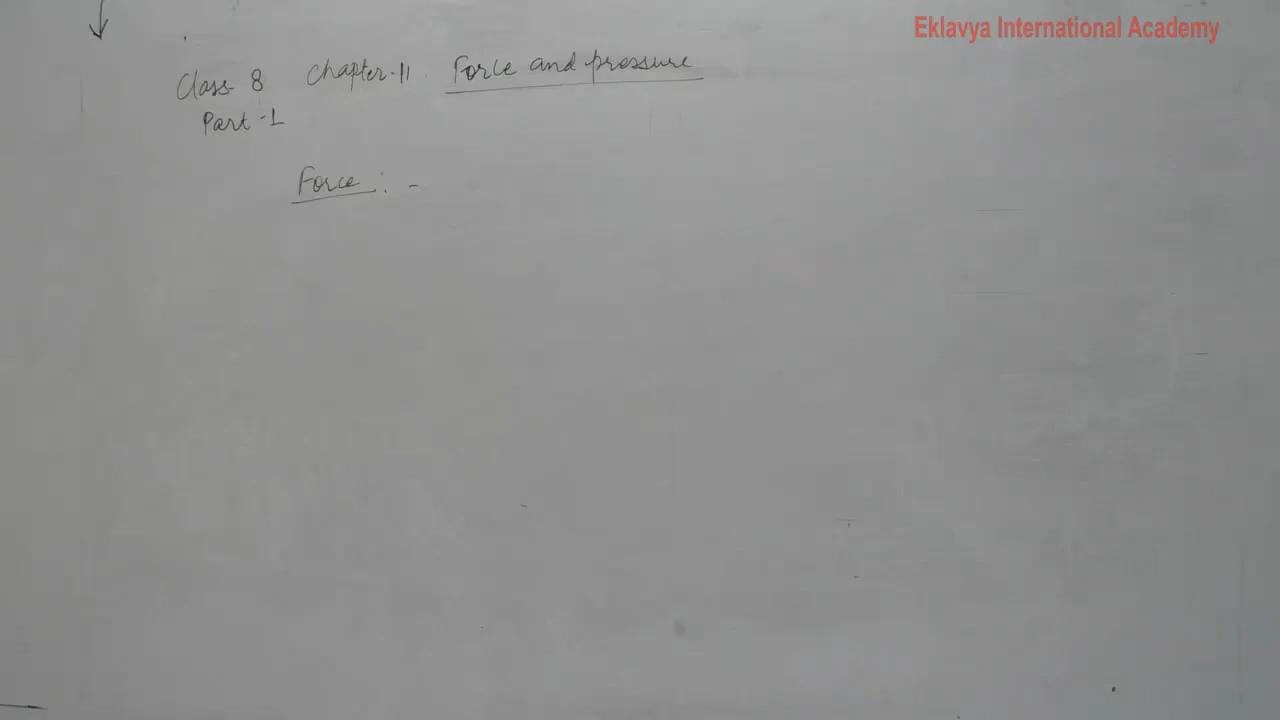 Eklavya International Academy
Class-8 Chapter-11. Force and pressure
Part-1
Force:-